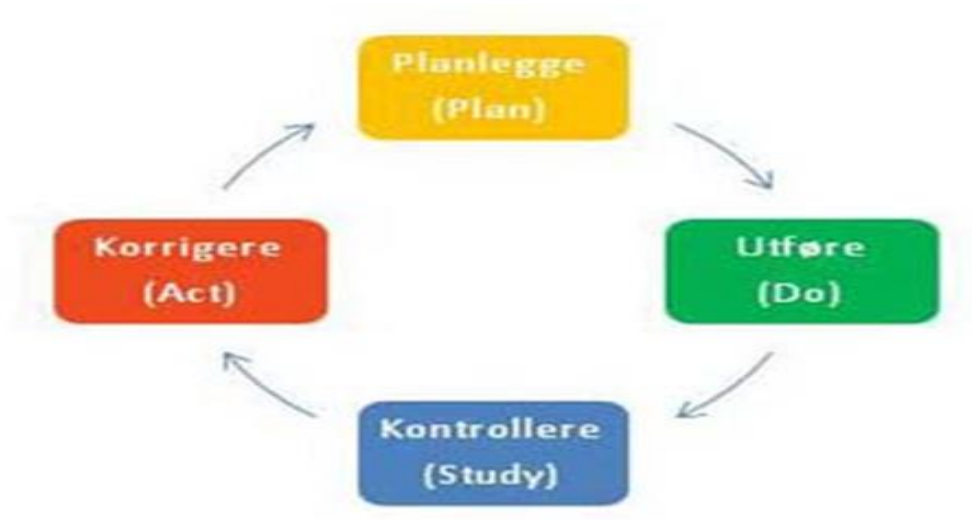 Planlegge
(Plan)
Utføre
(Do)
Kontrollere
(Study)
Korrigere
(Act)